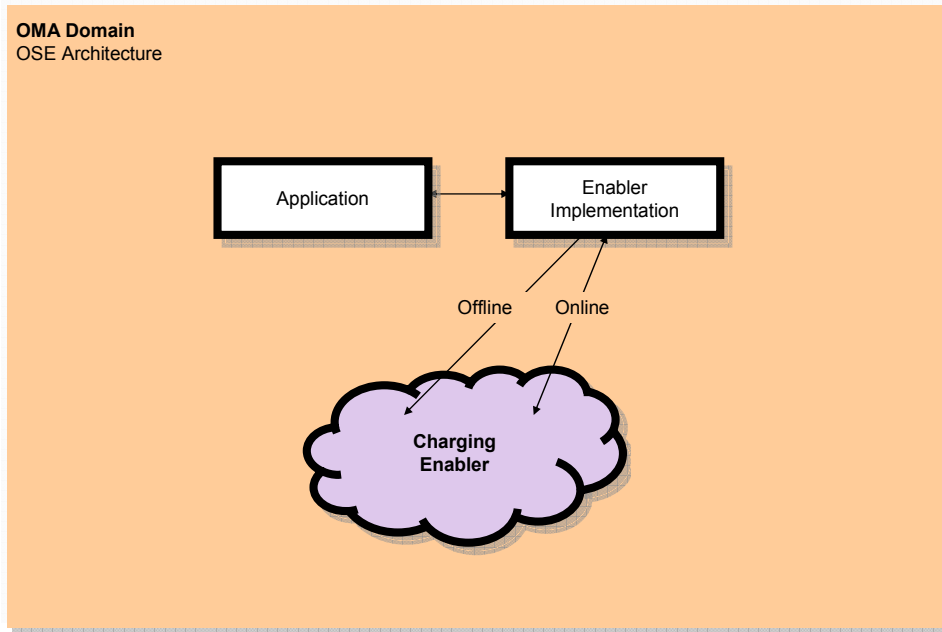 OMA Domain
OSE Architecture
Application
Enabler
Implementation
Offline
Online
Charging
Enabler